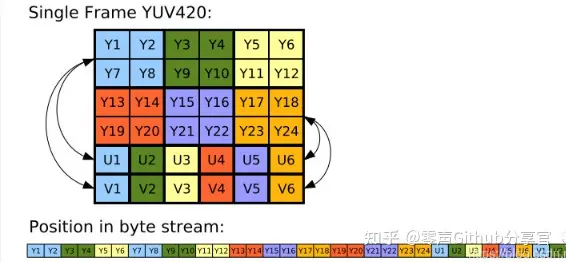 Single Frame YUV420:
Y1 Y2 Y3 Y4 Y5 Y6
Y7 Y8 Y9 Y10 Y11 Y12
Y13 Y14 Y15 Y16 Y17 Y18
Y19 Y20 Y21 Y22 Y23 Y24
U1 U2 U3 U4 U5 U6
V1 V2 V3 V4 V5 V6
Position in byte stream:
知乎 @零声Github分享官
Y1 Y2 Y3 Y4 Y5 Y6 Y7 Y8 Y9 Y10 Y11 Y12 Y13 Y14 Y15 Y16 Y17 Y18 Y19 Y20 Y21 Y22 Y23 Y24 U1 U2 U3 U4 U5 U6 V1 V2